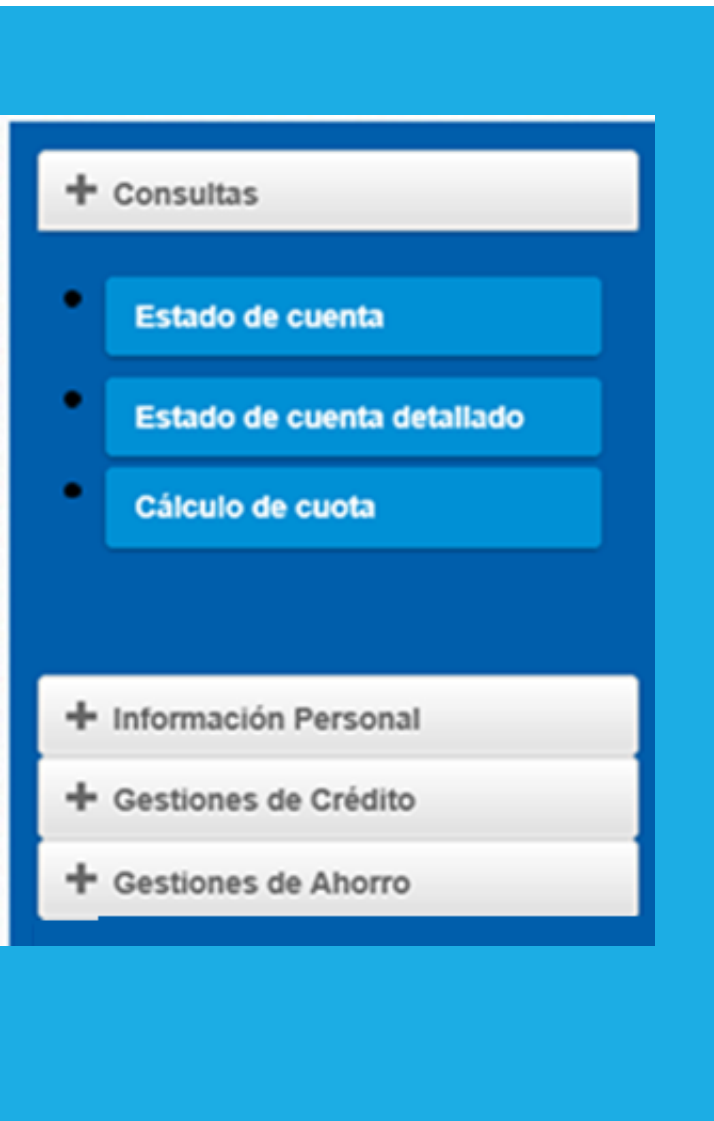 Consultas
Estado de cuenta
Estado de cuenta detallado
Cálculo de cuota
Información Personal
Gestiones de Crédito
Gestiones de Ahorro